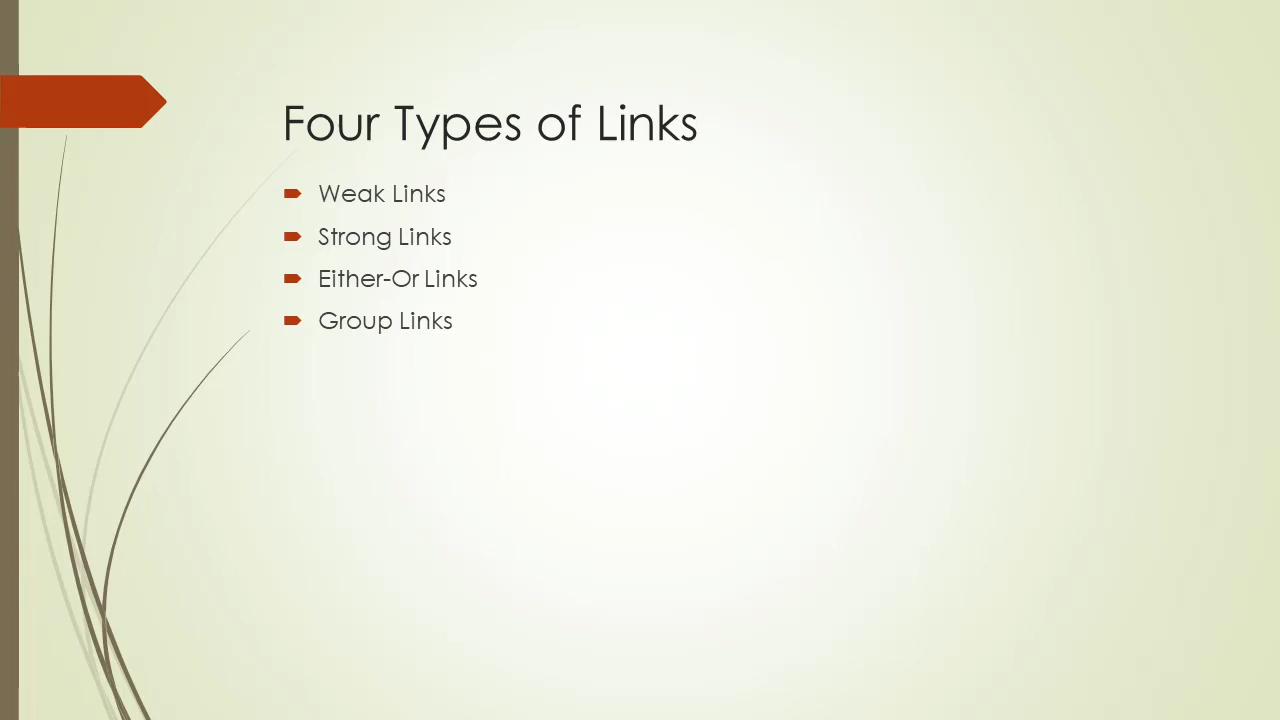 Four Types of Links
Weak Links
Strong Links
Either-Or Links
Group Links